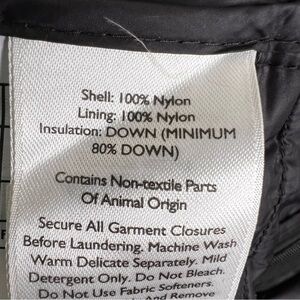 Shell: 100% Nylon
Lining: 100% Nylon
Insulation: DOWN (MINIMUM
80% DOWN)
Contains Non-textile Parts
Of Animal Origin
Secure All Garment Closures
Before Laundering. Machine Wash
Warm Delicate Separately. Mild
Detergent Only. Do Not Bleach.
Do Not Use Fabric Softeners.
and Remove